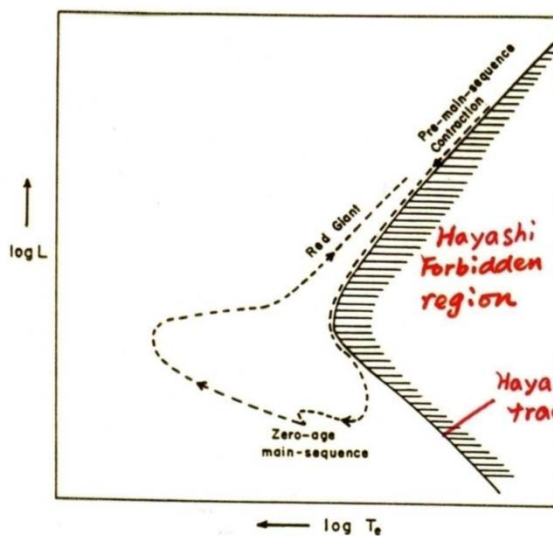 Pre-main-sequence
Contraction
Red Giant
log L
Hayashi
Forbidden
region
Zero-age
main-sequence
log Te